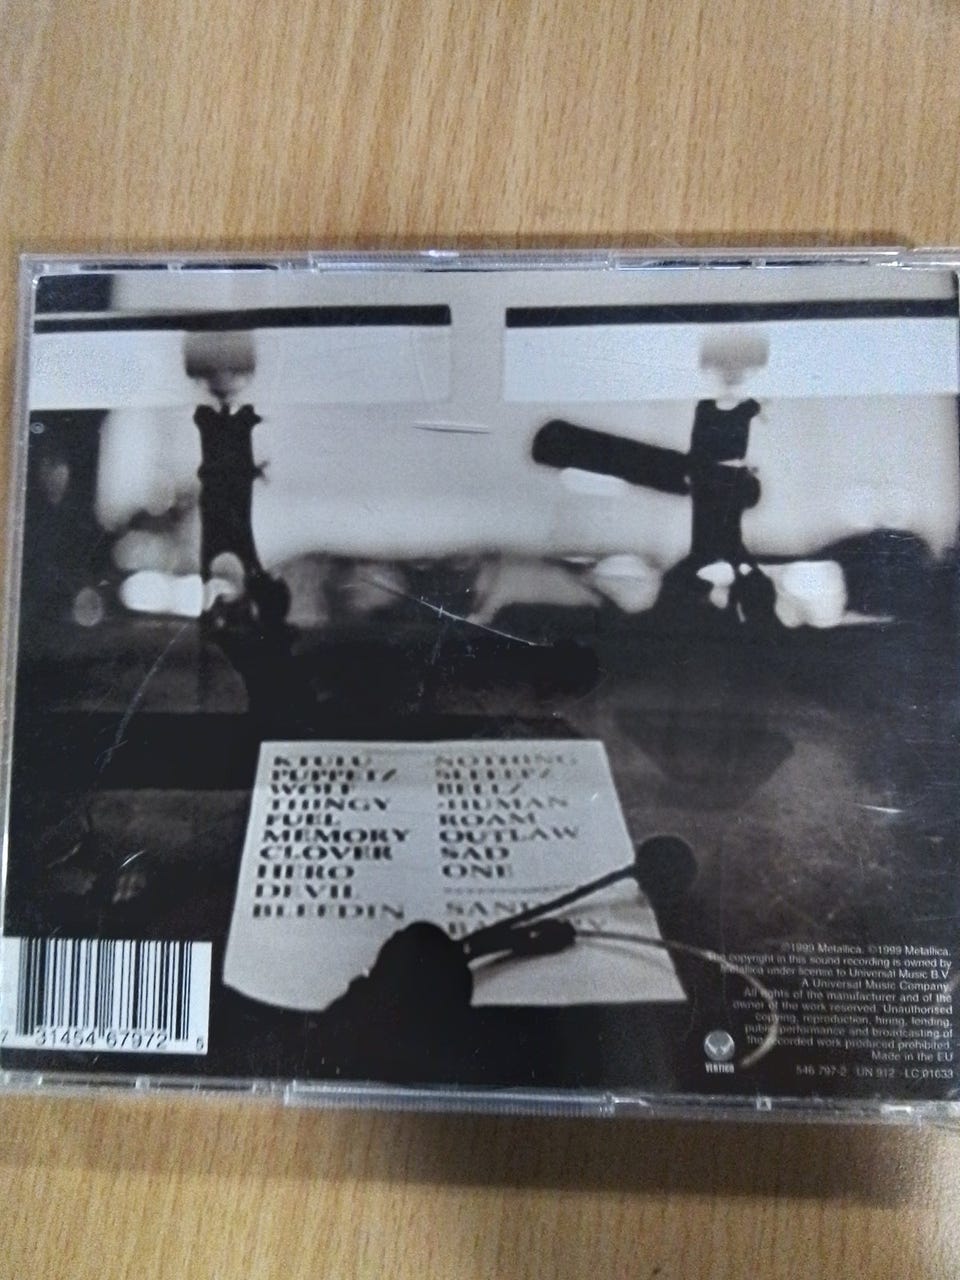 KTULU
PUPPETZ
WOLF
THINGY
FUEL
MEMORY
CLOVER
HERO
DEVIL
BLEEDIN
NOTHING
SLEEPZ
BELLZ
-HUMAN
ROAM
OUTLAW
SAD
ONE
7 31454 67972 5
℗1999 Metallica. ©1999 Metallica.
The copyright in this sound recording is owned by
Metallica under license to Universal Music B.V.
A Universal Music Company.
All rights of the manufacturer and of the
owner of the work reserved. Unauthorised
copying, reproduction, hiring, lending,
public performance and broadcasting of
the recorded work produced prohibited.
Made in the EU
VERTIGO
546 797-2 UN 912 · LC 01633